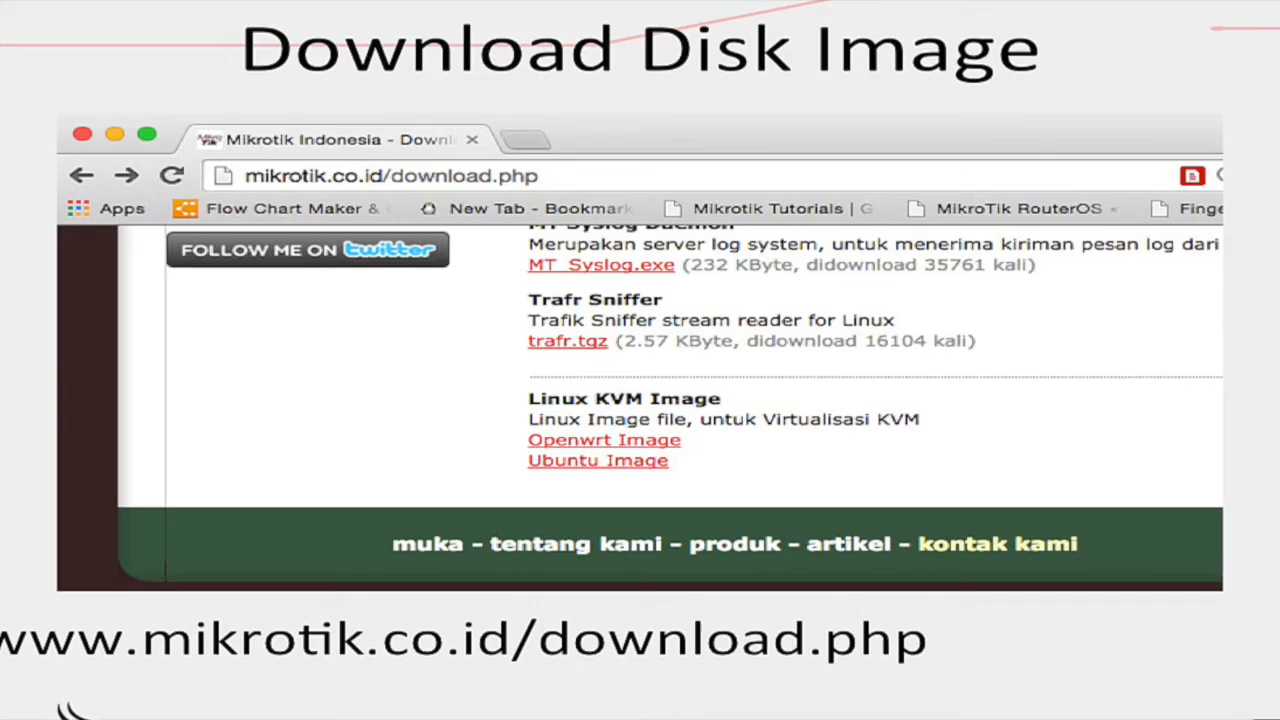 Download Disk Image
Mikrotik Indonesia - Downl
mikrotik.co.id/download.php
Apps Flow Chart Maker & New Tab - Bookmark Mikrotik Tutorials | G MikroTik RouterOS - Finge
FOLLOW ME ON twitter
MT Syslog Daemon
Merupakan server log system, untuk menerima kiriman pesan log dari
MT_Syslog.exe (232 KByte, didownload 35761 kali)
Trafr Sniffer
Trafik Sniffer stream reader for Linux
trafr.tgz (2.57 KByte, didownload 16104 kali)
Linux KVM Image
Linux Image file, untuk Virtualisasi KVM
Openwrt Image
Ubuntu Image
muka - tentang kami - produk - artikel - kontak kami
www.mikrotik.co.id/download.php